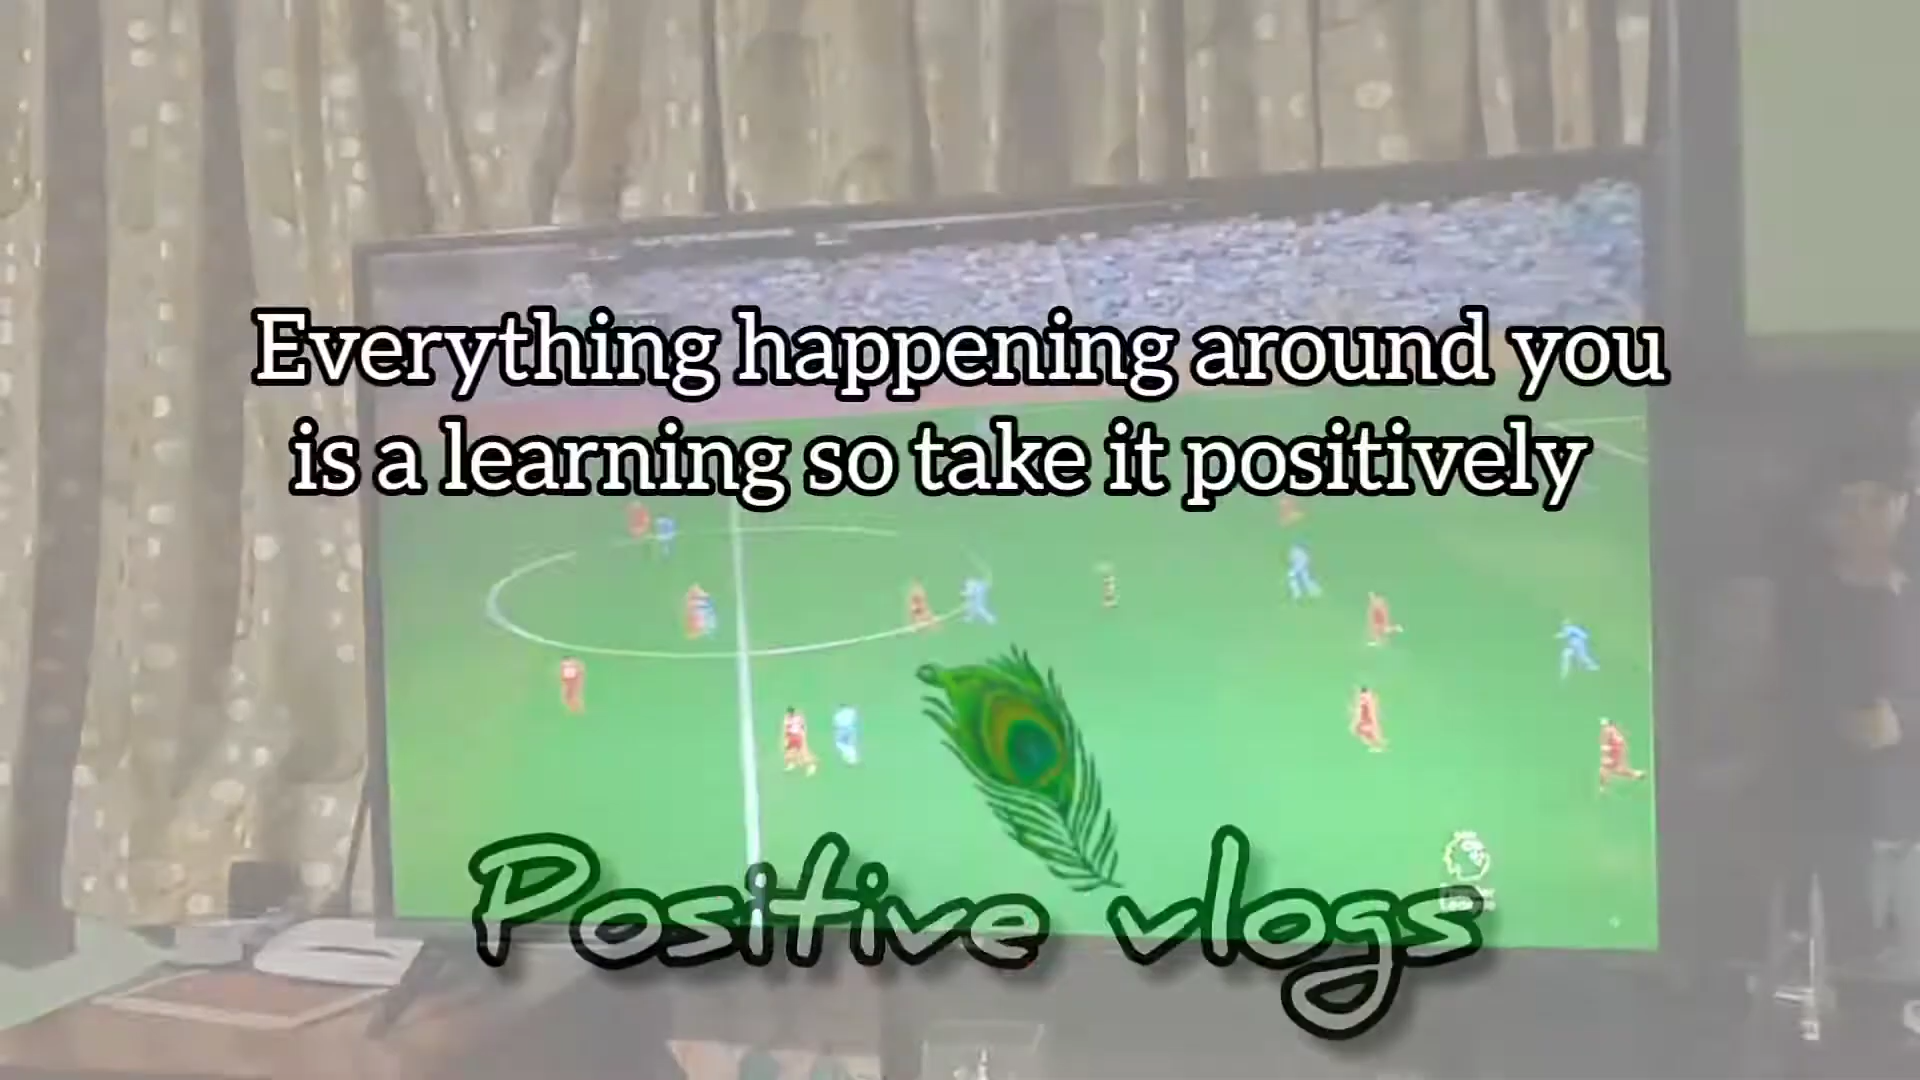 Everything happening around you
is a learning so take it positively
Positive vlogs